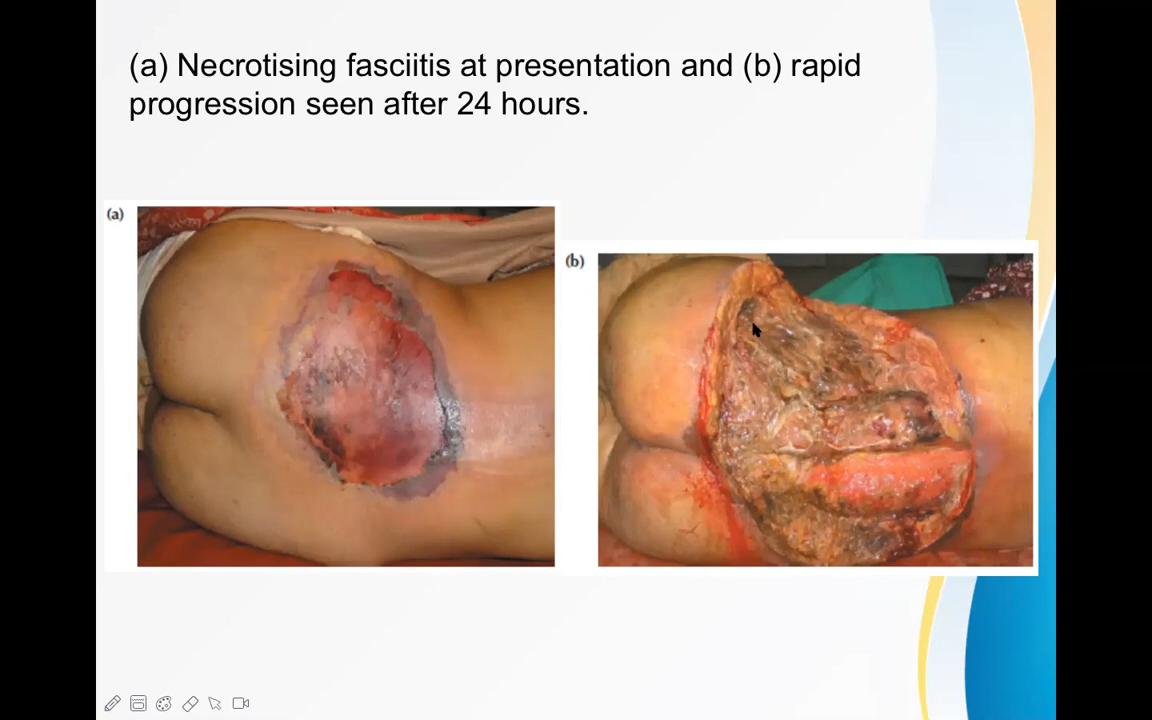 (a) Necrotising fasciitis at presentation and (b) rapid
progression seen after 24 hours.
(a)
(b)